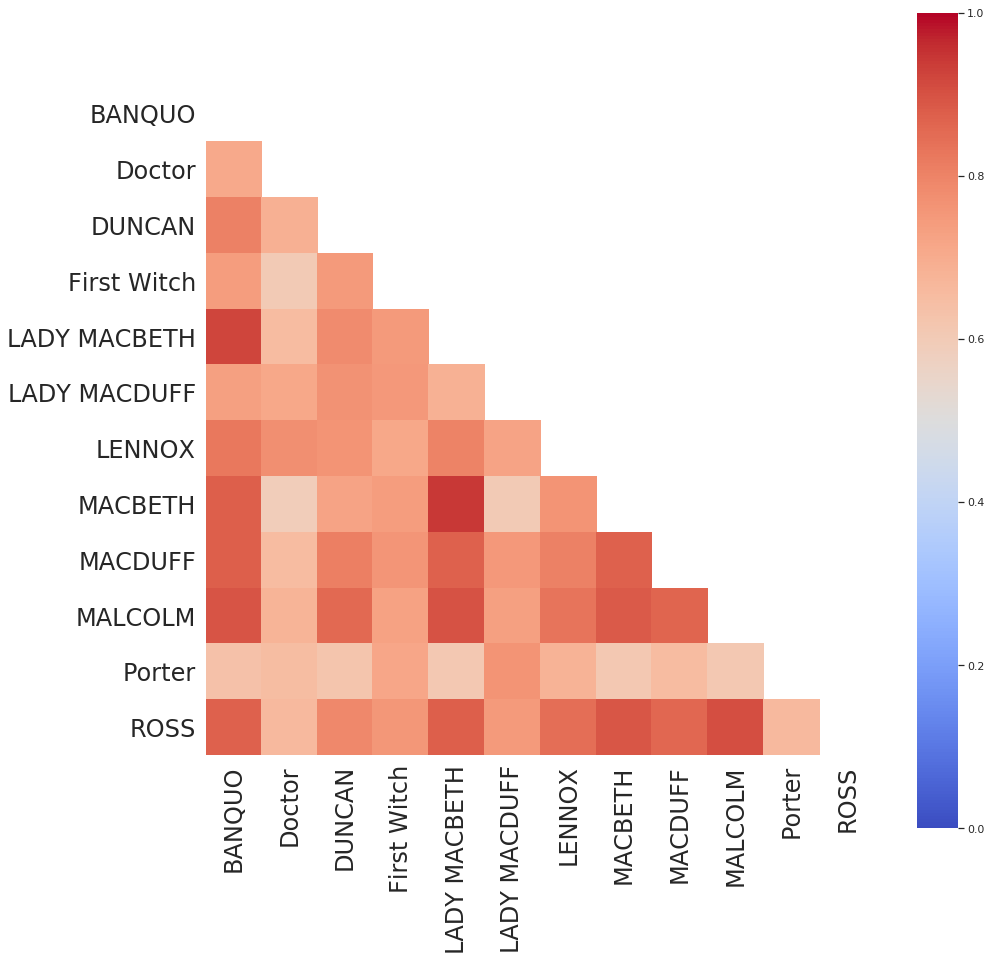 1.0
BANQUO
Doctor
0.8
DUNCAN
First Witch
LADY MACBETH
0.6
LADY MACDUFF
LENNOX
MACBETH
0.4
MACDUFF
MALCOLM
Porter
0.2
ROSS
0.0
BANQUO
Doctor
DUNCAN
First Witch
LADY MACBETH
LADY MACDUFF
LENNOX
MACBETH
MACDUFF
MALCOLM
Porter
ROSS